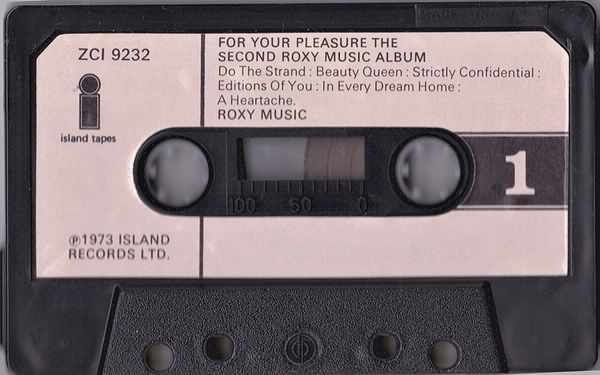 ZCI 9232
island tapes
FOR YOUR PLEASURE THE
SECOND ROXY MUSIC ALBUM
Do The Strand : Beauty Queen : Strictly Confidential :
Editions Of You : In Every Dream Home :
A Heartache.
ROXY MUSIC
1
100 50 0
℗1973 ISLAND
RECORDS LTD.